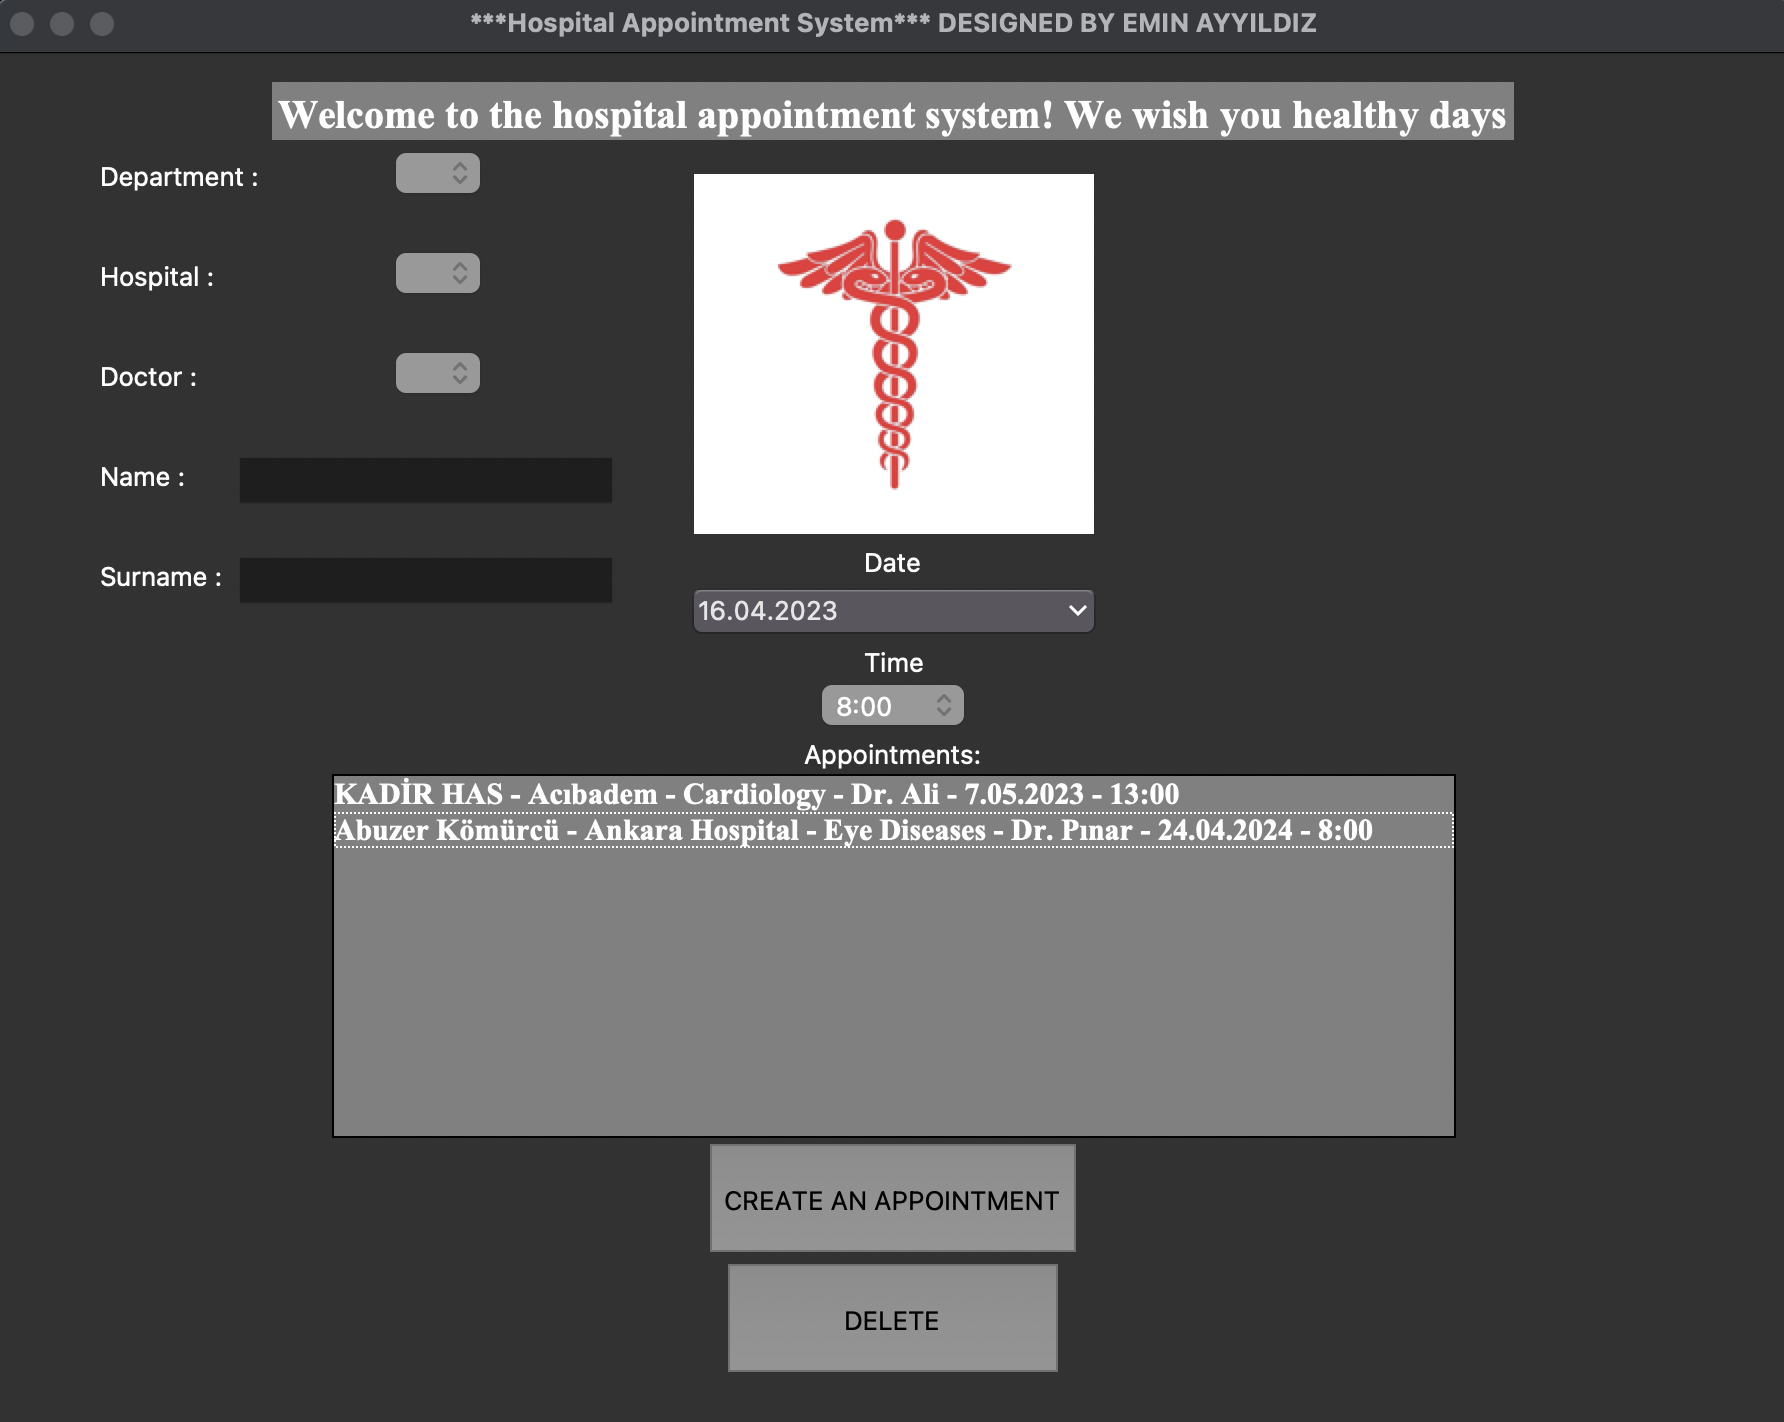 ***Hospital Appointment System*** DESIGNED BY EMIN AYYILDIZ
Welcome to the hospital appointment system! We wish you healthy days
Department :
Hospital :
Doctor :
Name :
Surname :
Date
16.04.2023
Time
8:00
Appointments:
KADİR HAS - Acıbadem - Cardiology - Dr. Ali - 7.05.2023 - 13:00
Abuzer Kömürcü - Ankara Hospital - Eye Diseases - Dr. Pınar - 24.04.2024 - 8:00
CREATE AN APPOINTMENT
DELETE